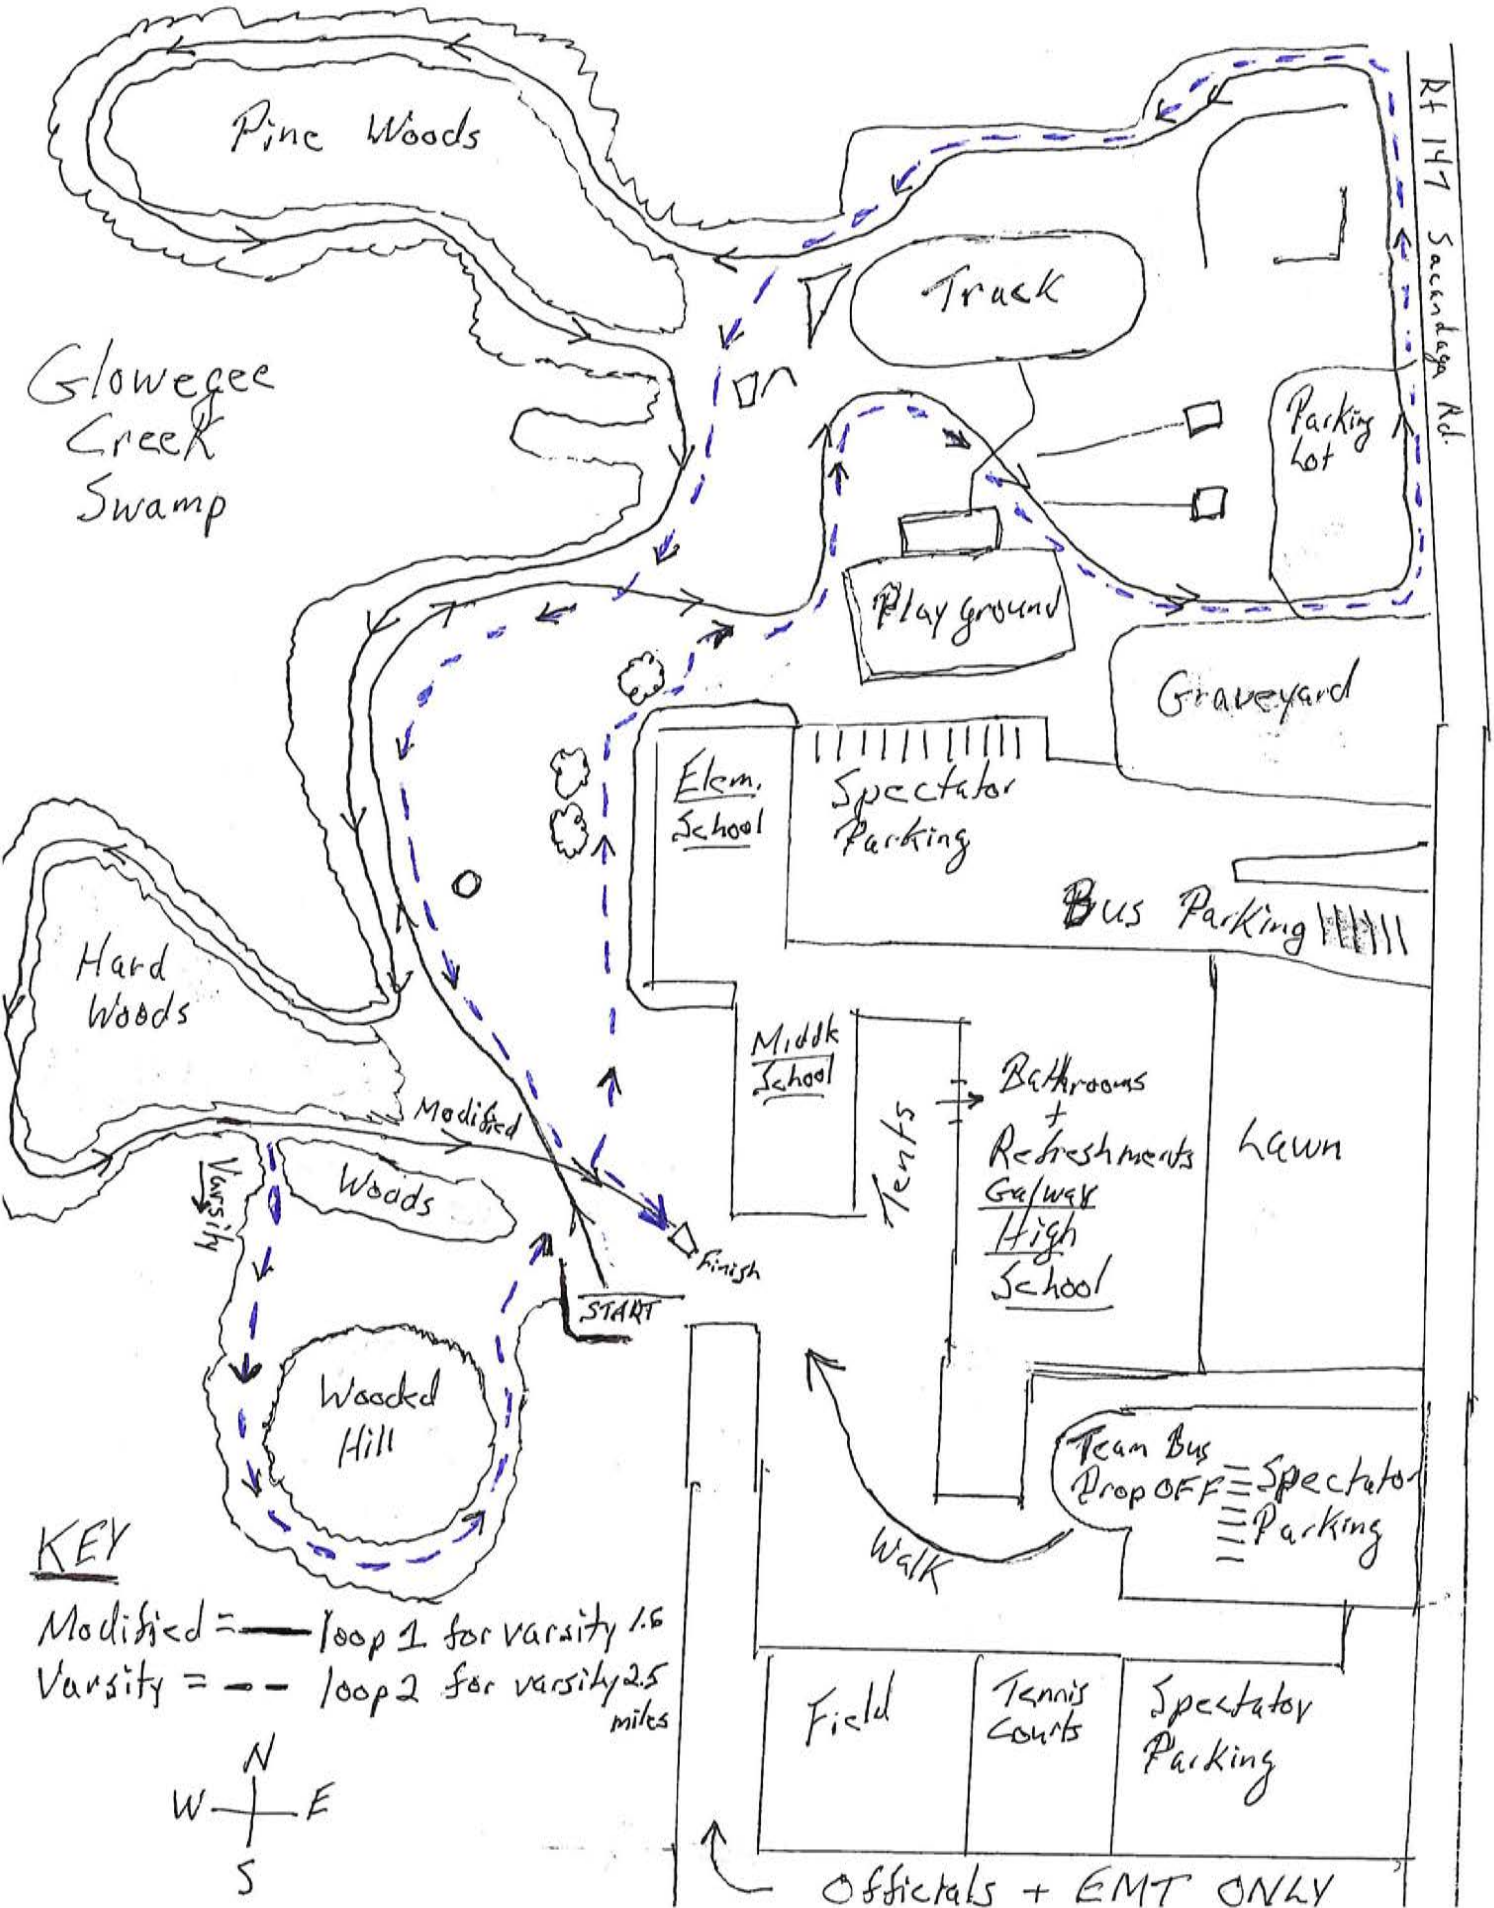 Pine Woods
Rt 147 Sacandaga Rd.
Track
Glowegee
Creek
Swamp
Parking
Lot
Playground
Graveyard
Elem.
School
Spectator
Parking
Bus Parking
Hard
Woods
Middle
School
Bathrooms
+
Refreshments
Galway
High
School
Tents
Lawn
Modified
Varsity
Woods
Finish
START
Wooded
Hill
Team Bus
Drop OFF
Spectator
Parking
Walk
KEY
Modified = loop 1 for varsity 1.6
Varsity = -- loop 2 for varsity 2.5
miles
Field
Tennis
Courts
Spectator
Parking
N
W E
S
Officials + EMT ONLY